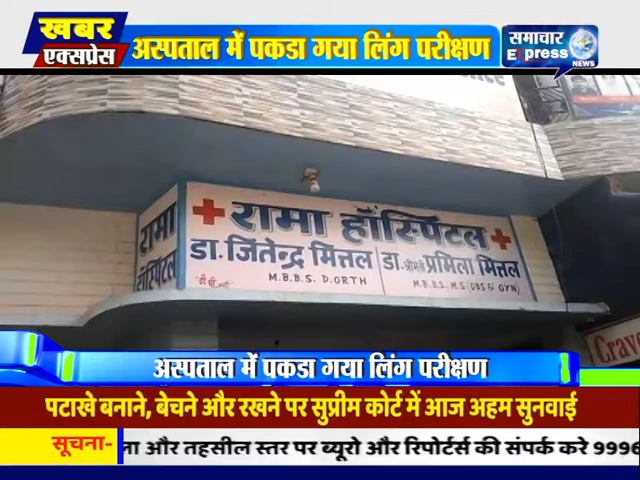 खबर
एक्सप्रेस
अस्पताल में पकडा गया लिंग परीक्षण
समाचार
Express
NEWS
रामा हॉस्पिटल
रामा
हॉस्पिटल
डा. जितेन्द्र मित्तल
M.B.B.S. D.ORTH
डा. श्रीमती प्रमिला मित्तल
M.B.B.S. M.S. (OBS & GYN)
Crave
अस्पताल में पकडा गया लिंग परीक्षण
पटाखे बनाने, बेचने और रखने पर सुप्रीम कोर्ट में आज अहम सुनवाई
सूचना-
और तहसील स्तर पर ब्यूरो और रिपोर्टर्स की संपर्क करे 9996